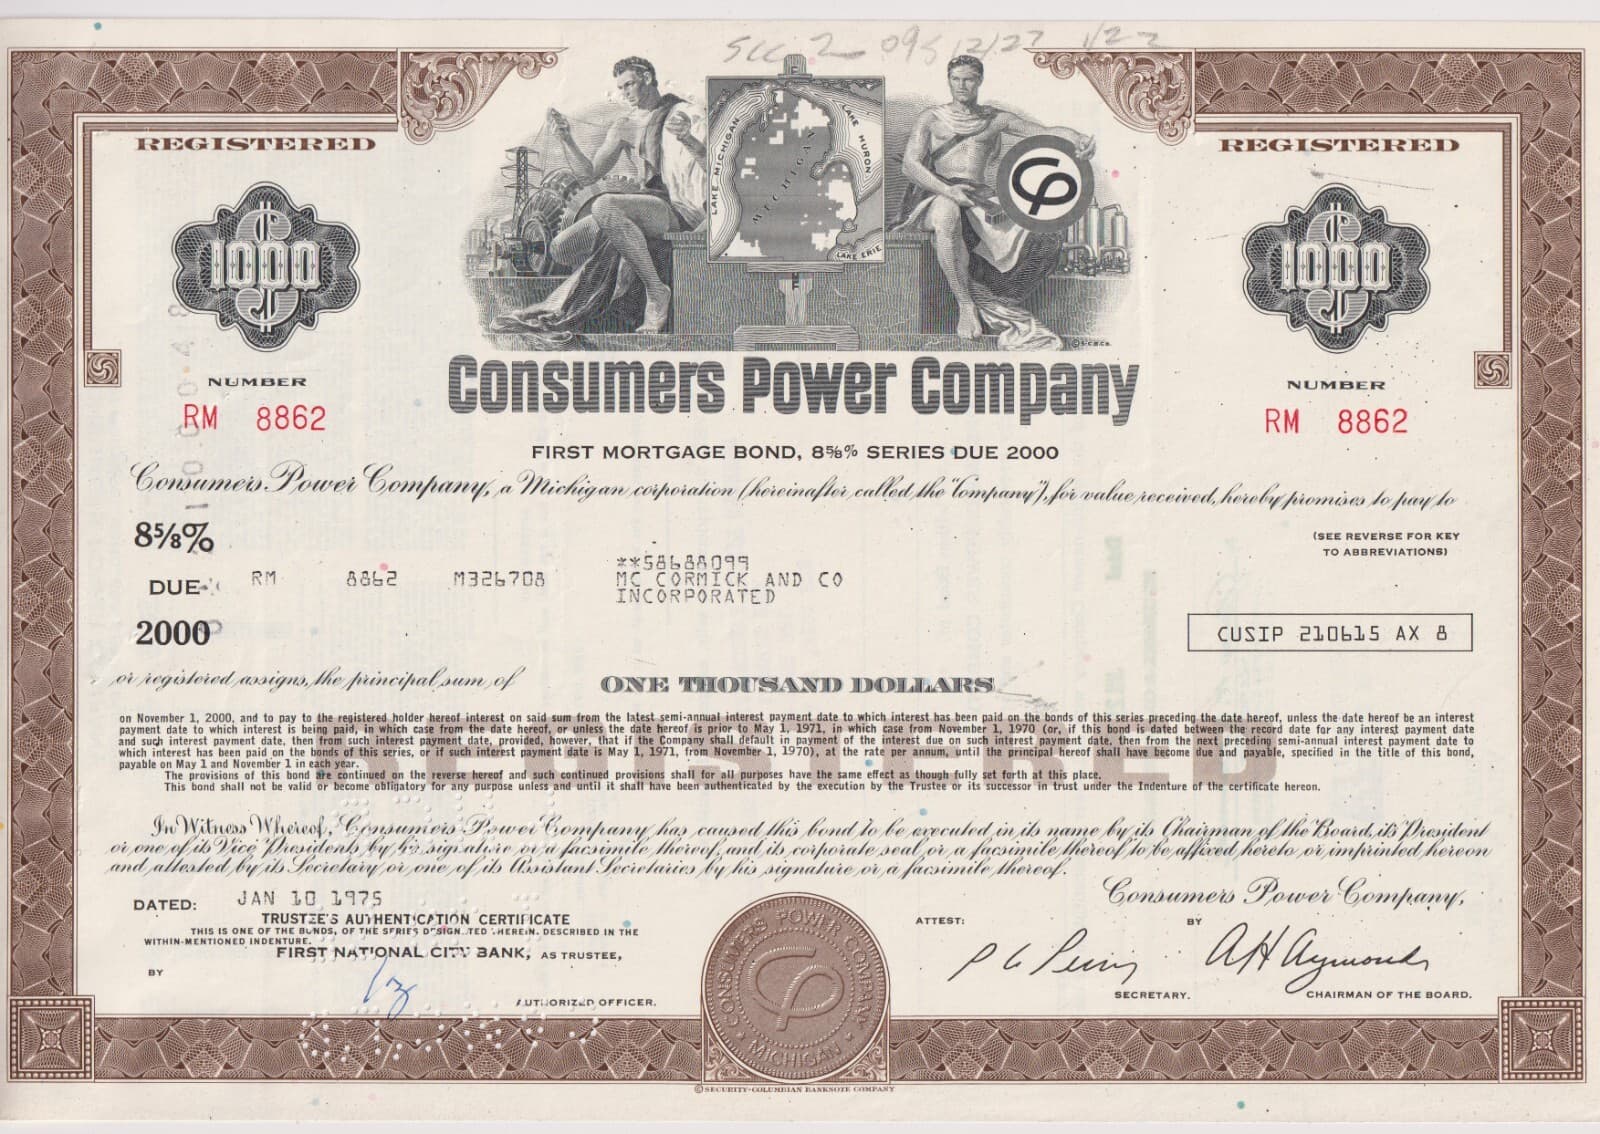 SCC 2 095 12/27 1/22
REGISTERED
REGISTERED
LAKE MICHIGAN
MICHIGAN
LAKE HURON
LAKE ERIE
CP
$1000
$1000
©S-C.B.Co.
NUMBER
RM 8862
NUMBER
RM 8862
Consumers Power Company
FIRST MORTGAGE BOND, 8⅝% SERIES DUE 2000
Consumers Power Company, a Michigan corporation (hereinafter called the "Company"), for value received, hereby promises to pay to
8⅝%
DUE
2000
(SEE REVERSE FOR KEY
TO ABBREVIATIONS)
RM 8862 M326708
**58688099
MC CORMICK AND CO
INCORPORATED
CUSIP 210615 AX 8
or registered assigns, the principal sum of ONE THOUSAND DOLLARS
REGISTERED
on November 1, 2000, and to pay to the registered holder hereof interest on said sum from the latest semi-annual interest payment date to which interest has been paid on the bonds of this series preceding the date hereof, unless the date hereof be an interest
payment date to which interest is being paid, in which case from the date hereof, or unless the date hereof is prior to May 1, 1971, in which case from November 1, 1970 (or, if this bond is dated between the record date for any interest payment date
and such interest payment date, then from such interest payment date, provided, however, that if the Company shall default in payment of the interest due on such interest payment date, then from the next preceding semi-annual interest payment date to
which interest has been paid on the bonds of this series, or if such interest payment date is May 1, 1971, from November 1, 1970), at the rate per annum, until the principal hereof shall have become due and payable, specified in the title of this bond,
payable on May 1 and November 1 in each year.
The provisions of this bond are continued on the reverse hereof and such continued provisions shall for all purposes have the same effect as though fully set forth at this place.
This bond shall not be valid or become obligatory for any purpose unless and until it shall have been authenticated by the execution by the Trustee or its successor in trust under the Indenture of the certificate hereon.
In Witness Whereof, Consumers Power Company has caused this bond to be executed in its name by its Chairman of the Board, its President
or one of its Vice Presidents by his signature or a facsimile thereof, and its corporate seal or a facsimile thereof to be affixed hereto or imprinted hereon
and attested by its Secretary or one of its Assistant Secretaries by his signature or a facsimile thereof.
DATED: JAN 10 1975
TRUSTEE'S AUTHENTICATION CERTIFICATE
THIS IS ONE OF THE BONDS, OF THE SERIES DESIGNATED HEREIN, DESCRIBED IN THE
WITHIN-MENTIONED INDENTURE.
FIRST NATIONAL CITY BANK, AS TRUSTEE,
BY
AUTHORIZED OFFICER.
CONSUMERS POWER COMPANY
MICHIGAN
Consumers Power Company,
ATTEST:
BY
P C Perry
A H Aymond
SECRETARY.
CHAIRMAN OF THE BOARD.
©SECURITY-COLUMBIAN BANKNOTE COMPANY